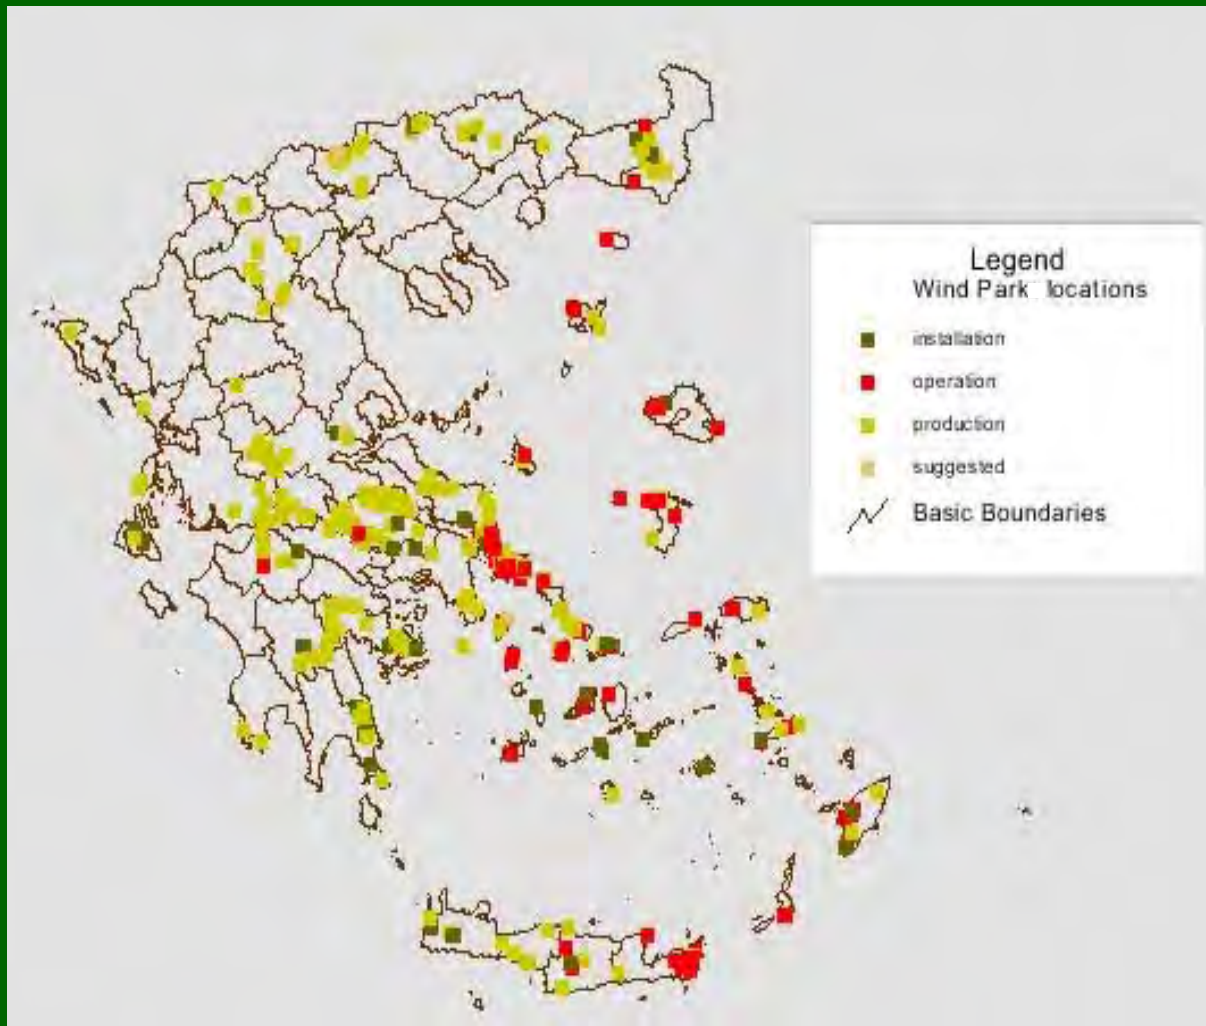 Legend
Wind Park locations
installation
operation
production
suggested
Basic Boundaries